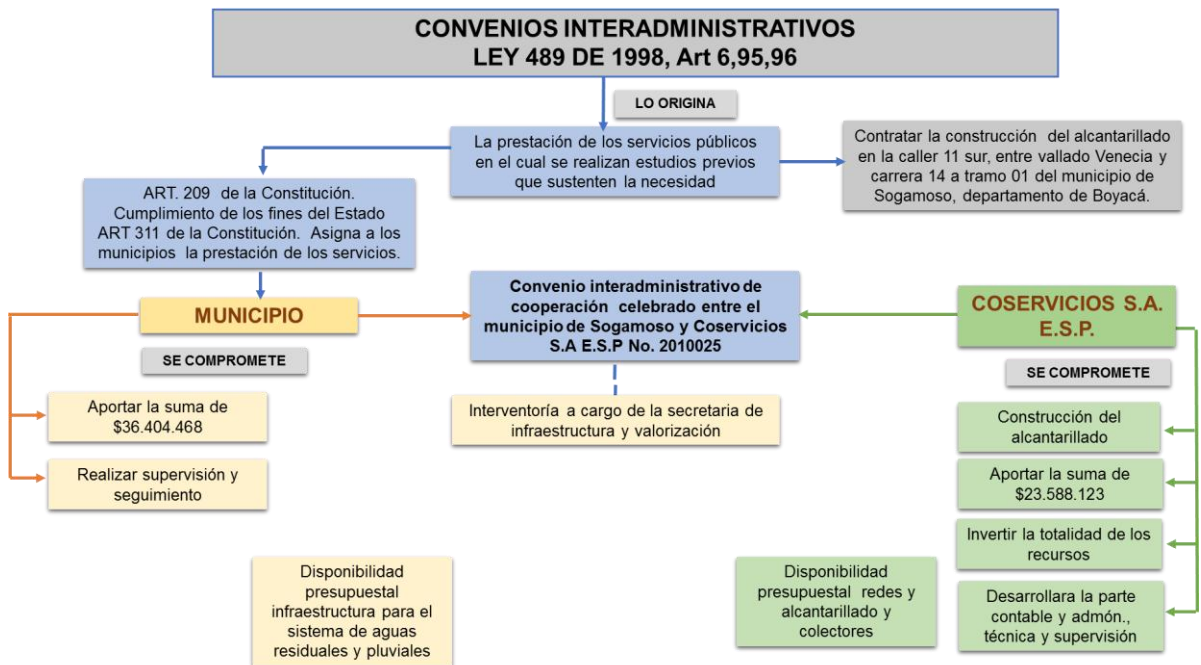 CONVENIOS INTERADMINISTRATIVOS
LEY 489 DE 1998, Art 6,95,96
LO ORIGINA
La prestación de los servicios públicos
en el cual se realizan estudios previos
que sustenten la necesidad
Contratar la construcción del alcantarillado
en la caller 11 sur, entre vallado Venecia y
carrera 14 a tramo 01 del municipio de
Sogamoso, departamento de Boyacá.
ART. 209 de la Constitución.
Cumplimiento de los fines del Estado
ART 311 de la Constitución. Asigna a los
municipios la prestación de los servicios.
MUNICIPIO
Convenio interadministrativo de
cooperación celebrado entre el
municipio de Sogamoso y Coservicios
S.A E.S.P No. 2010025
COSERVICIOS S.A.
E.S.P.
SE COMPROMETE
SE COMPROMETE
Aportar la suma de
$36.404.468
Interventoría a cargo de la secretaria de
infraestructura y valorización
Construcción del
alcantarillado
Realizar supervisión y
seguimiento
Aportar la suma de
$23.588.123
Invertir la totalidad de los
recursos
Disponibilidad
presupuestal
infraestructura para el
sistema de aguas
residuales y pluviales
Disponibilidad
presupuestal redes y
alcantarillado y
colectores
Desarrollara la parte
contable y admón.,
técnica y supervisión